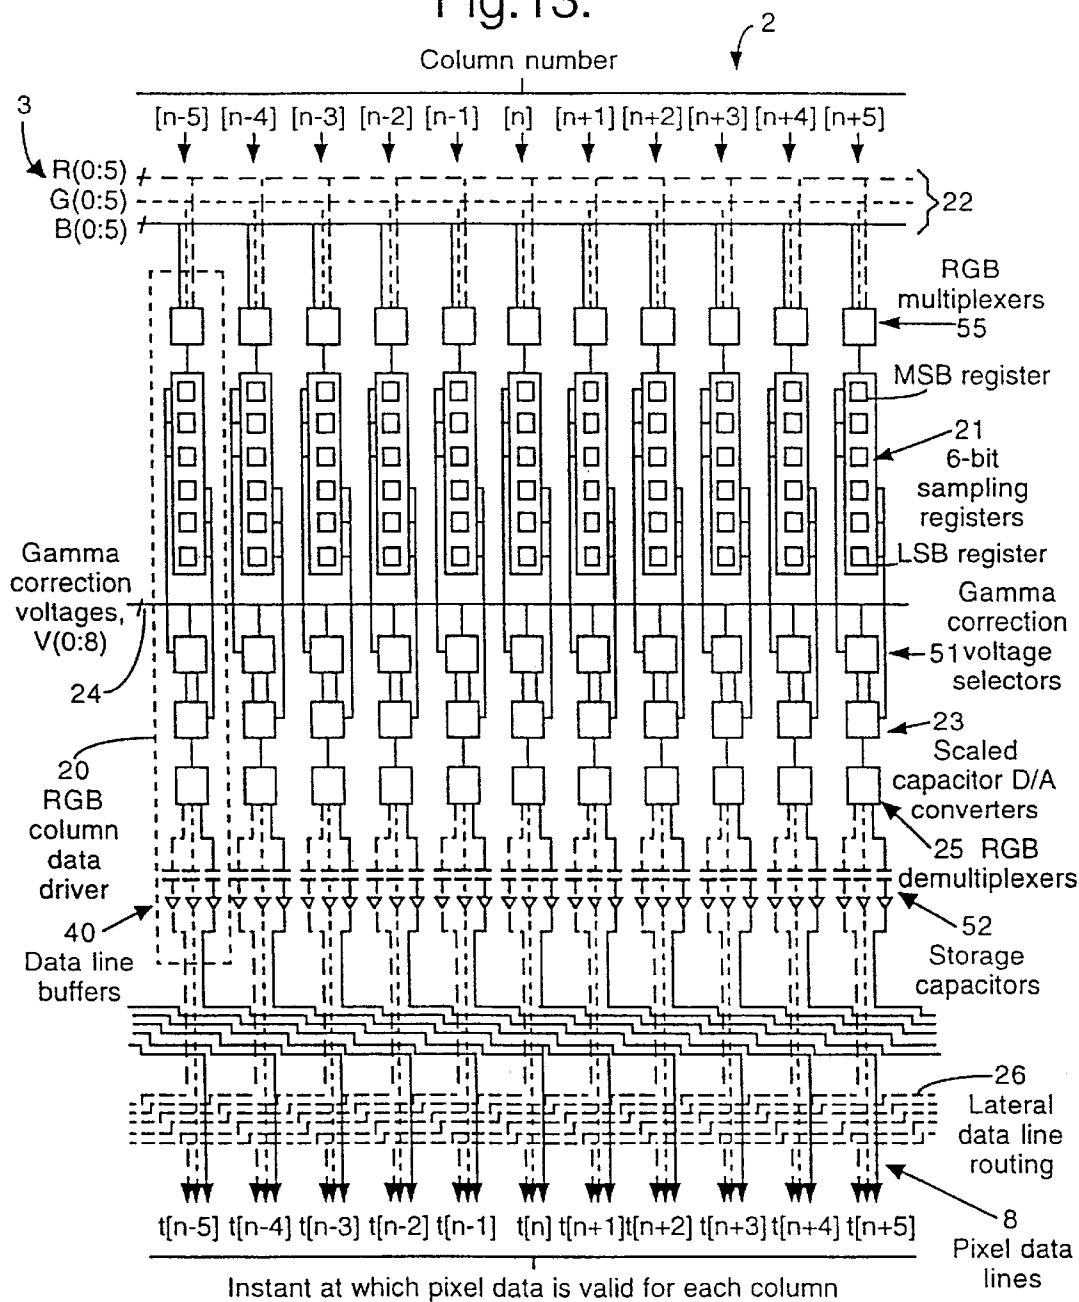 Fig.13.
2
Column number
3
[n-5] [n-4] [n-3] [n-2] [n-1] [n] [n+1] [n+2] [n+3] [n+4] [n+5]
R(0:5)
G(0:5)
B(0:5)
22
RGB
multiplexers
55
MSB register
21
6-bit
sampling
registers
LSB register
Gamma
correction
voltages,
V(0:8)
24
Gamma
correction
51 voltage
selectors
23
Scaled
capacitor D/A
converters
20
RGB
column
data
driver
25 RGB
demultiplexers
40
Data line
buffers
52
Storage
capacitors
26
Lateral
data line
routing
t[n-5] t[n-4] t[n-3] t[n-2] t[n-1] t[n] t[n+1] t[n+2] t[n+3] t[n+4] t[n+5]
8
Pixel data
lines
Instant at which pixel data is valid for each column